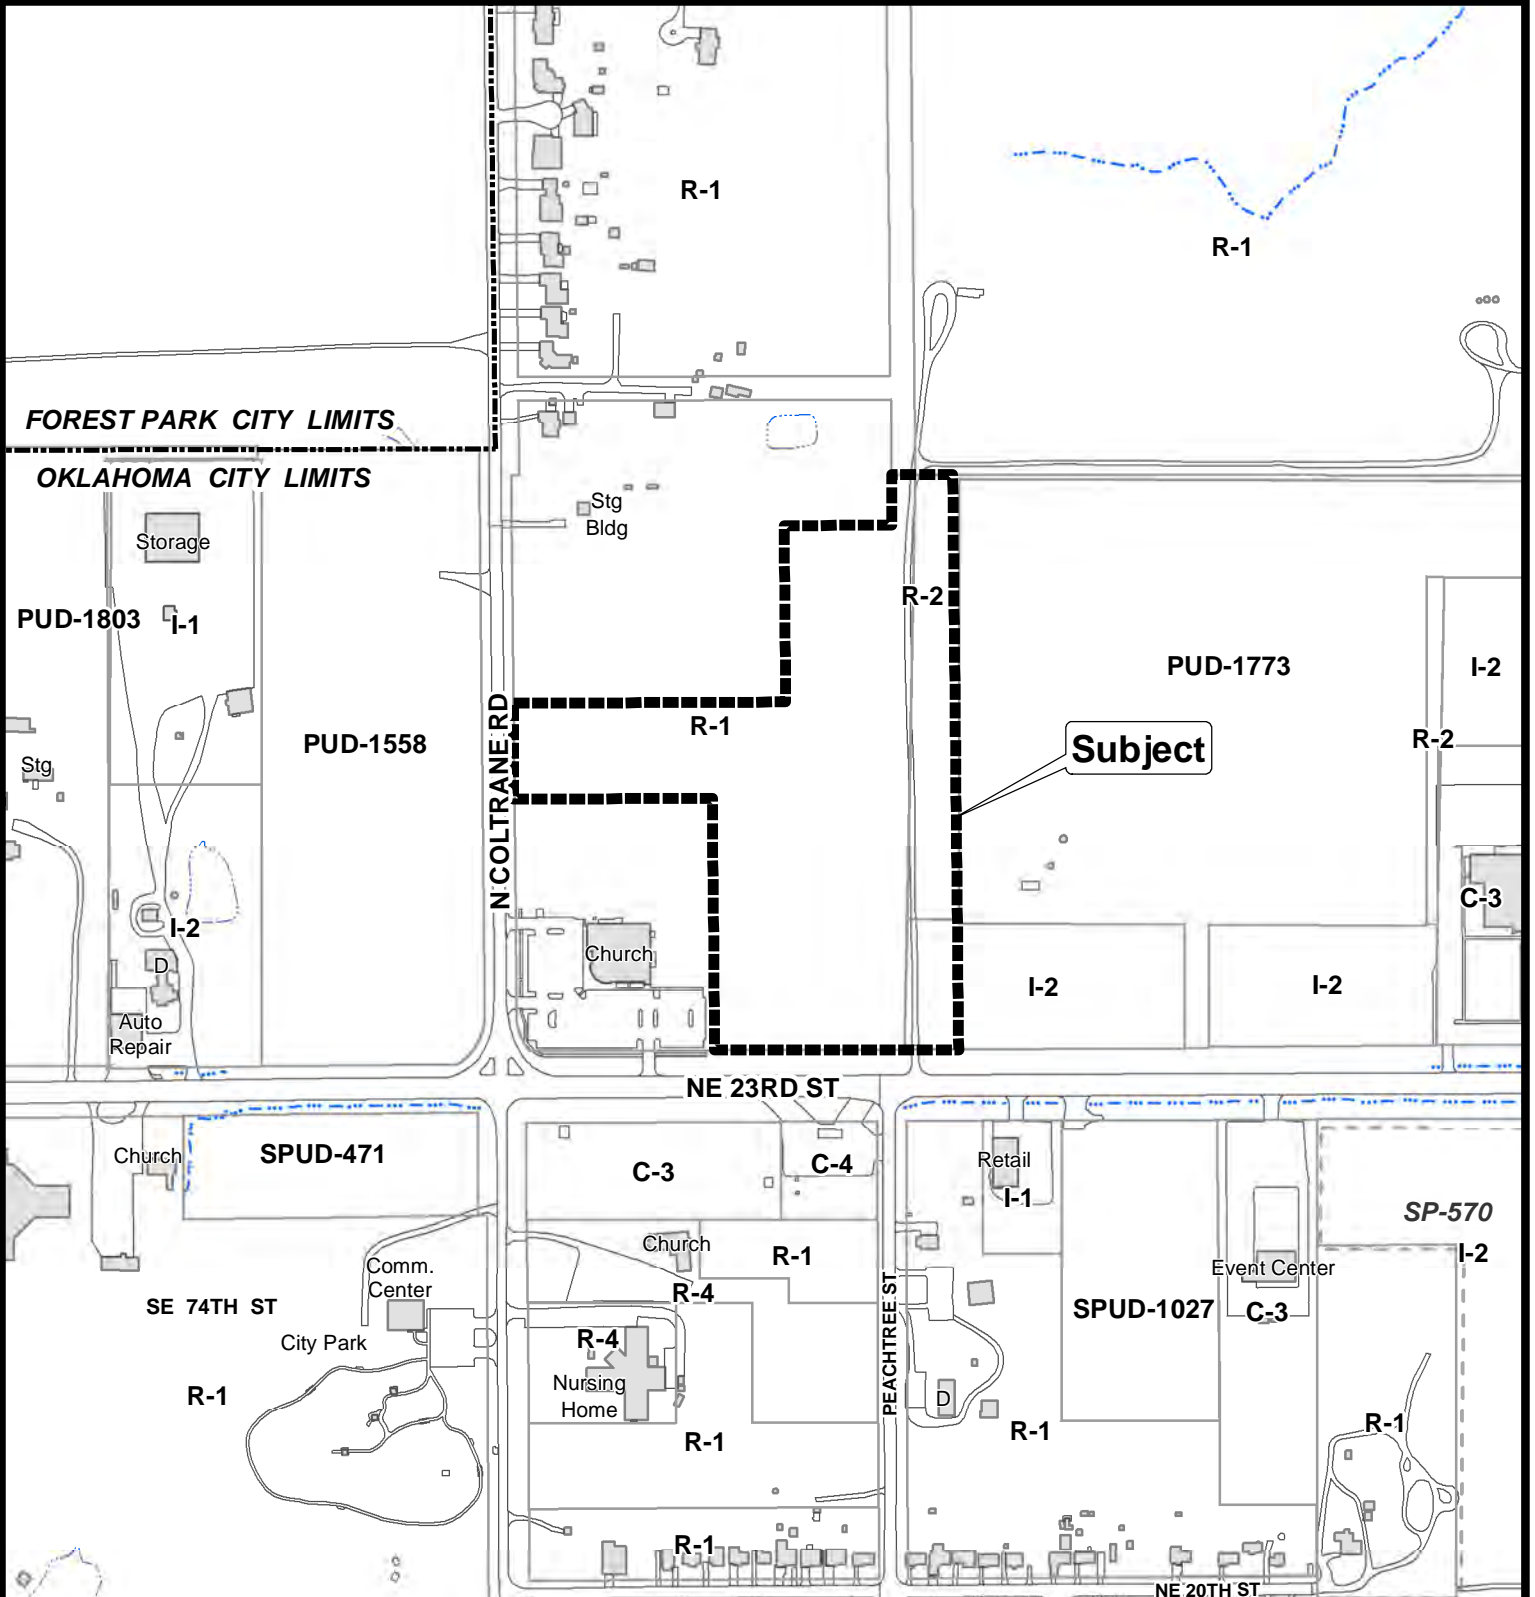 R-1
R-1
FOREST PARK CITY LIMITS
OKLAHOMA CITY LIMITS
Stg
Bldg
Storage
R-2
PUD-1803
I-1
PUD-1773
I-2
R-1
PUD-1558
Subject
R-2
Stg
N COLTRANE RD
C-3
I-2
Church
D
I-2
I-2
Auto
Repair
NE 23RD ST
Church
SPUD-471
C-3
C-4
Retail
I-1
SP-570
Church
R-1
I-2
Comm.
Center
Event Center
R-4
SE 74TH ST
PEACHTREE ST
SPUD-1027
C-3
City Park
R-4
Nursing
Home
R-1
D
R-1
R-1
R-1
R-1
NE 20TH ST